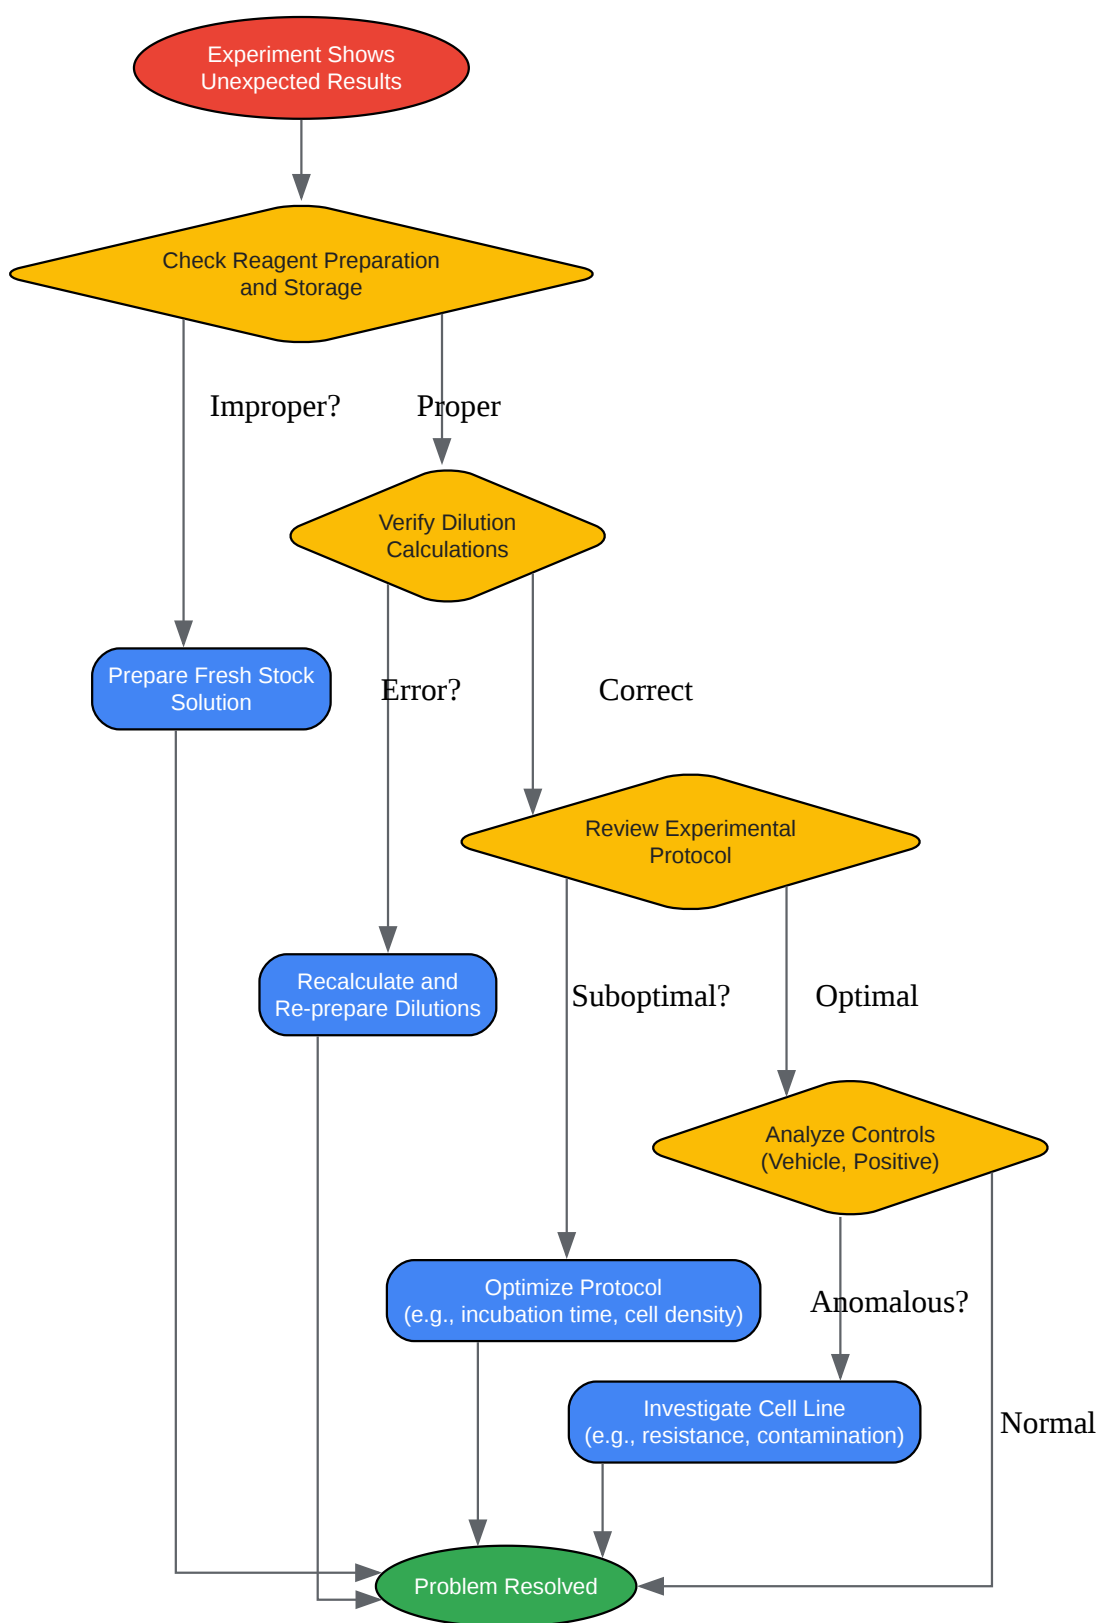 Experiment Shows
Unexpected Results
Check Reagent Preparation
and Storage
Improper?
Proper
Verify Dilution
Calculations
Prepare Fresh Stock
Solution
Error?
Correct
Review Experimental
Protocol
Recalculate and
Re-prepare Dilutions
Suboptimal?
Optimal
Analyze Controls
(Vehicle, Positive)
Optimize Protocol
(e.g., incubation time, cell density)
Anomalous?
Investigate Cell Line
(e.g., resistance, contamination)
Normal
Problem Resolved